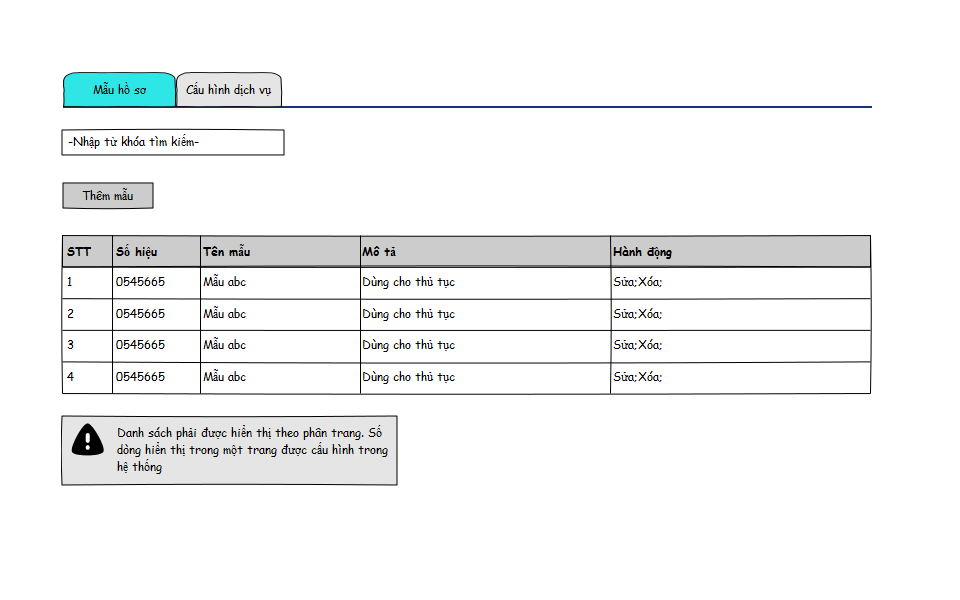 Mẫu hồ sơ Cấu hình dịch vụ
-Nhập từ khóa tìm kiếm-
Thêm mẫu
STT Số hiệu Tên mẫu Mô tả Hành động
1 0545665 Mẫu abc Dùng cho thủ tục Sửa;Xóa;
2 0545665 Mẫu abc Dùng cho thủ tục Sửa;Xóa;
3 0545665 Mẫu abc Dùng cho thủ tục Sửa;Xóa;
4 0545665 Mẫu abc Dùng cho thủ tục Sửa;Xóa;
Danh sách phải được hiển thị theo phân trang. Số
dòng hiển thị trong một trang được cấu hình trong
hệ thống